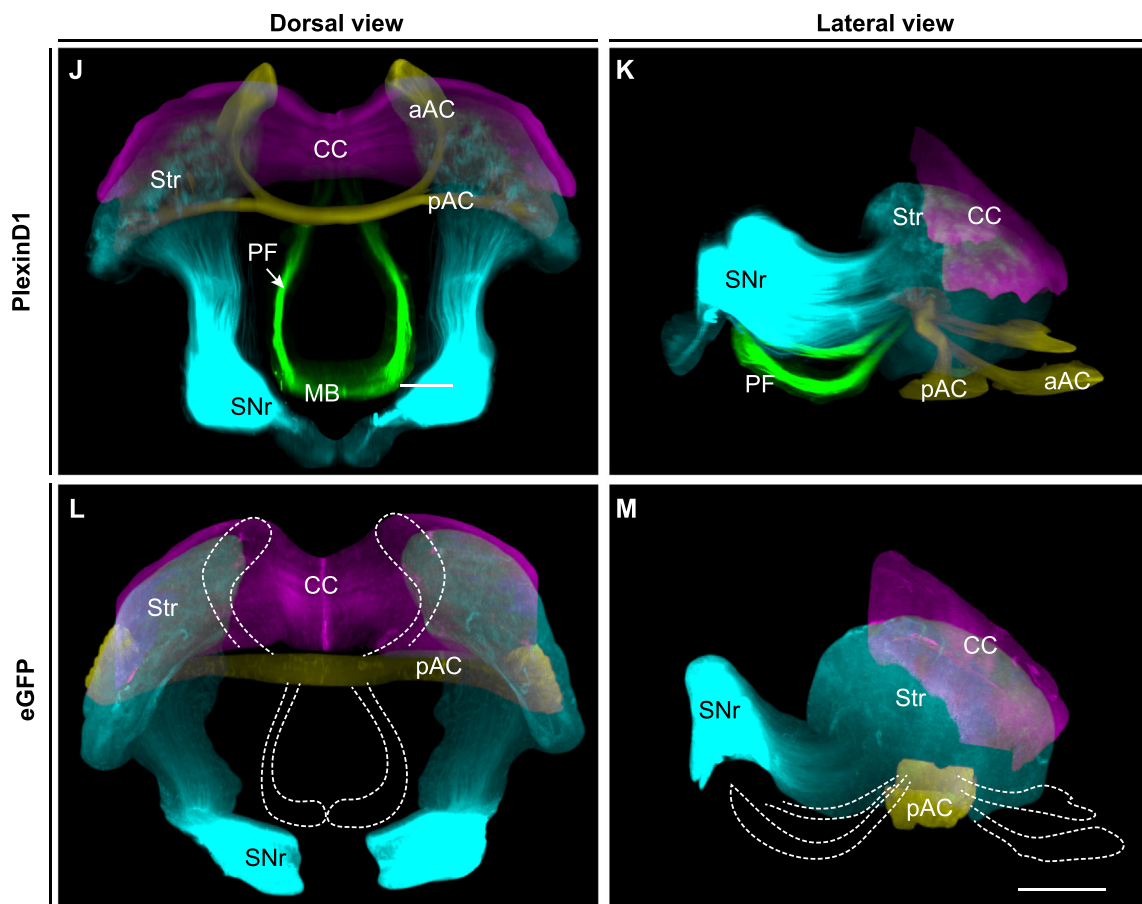 Dorsal view
Lateral view
PlexinD1
J
aAC
CC
Str
pAC
PF
MB
SNr
K
Str
CC
SNr
PF
pAC
aAC
eGFP
L
CC
Str
pAC
SNr
M
CC
SNr
Str
pAC